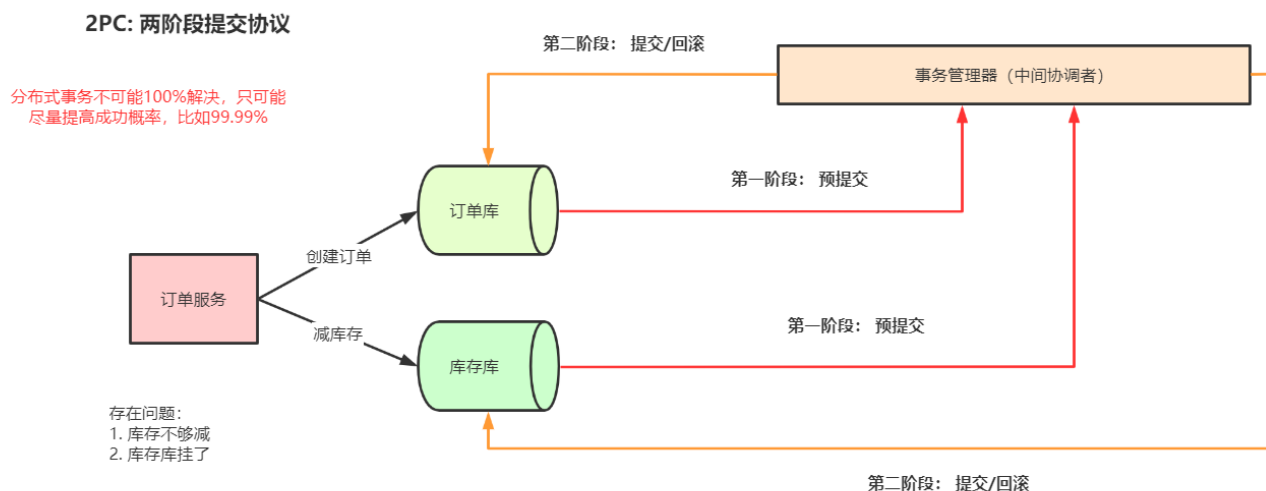 2PC: 两阶段提交协议
第二阶段： 提交/回滚
事务管理器（中间协调者）
分布式事务不可能100%解决，只可能
尽量提高成功概率，比如99.99%
第一阶段： 预提交
订单库
创建订单
订单服务
减库存
第一阶段： 预提交
库存库
存在问题：
1. 库存不够减
2. 库存库挂了
第二阶段： 提交/回滚